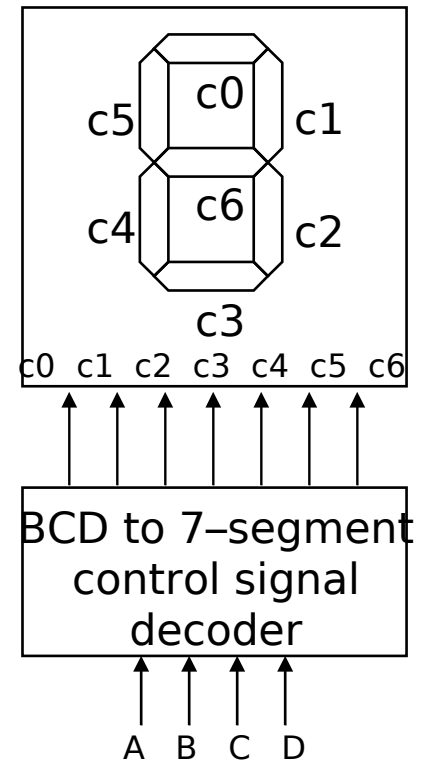 c0
c5 c1
c6
c4 c2
c3
c0 c1 c2 c3 c4 c5 c6
BCD to 7–segment
control signal
decoder
A B C D